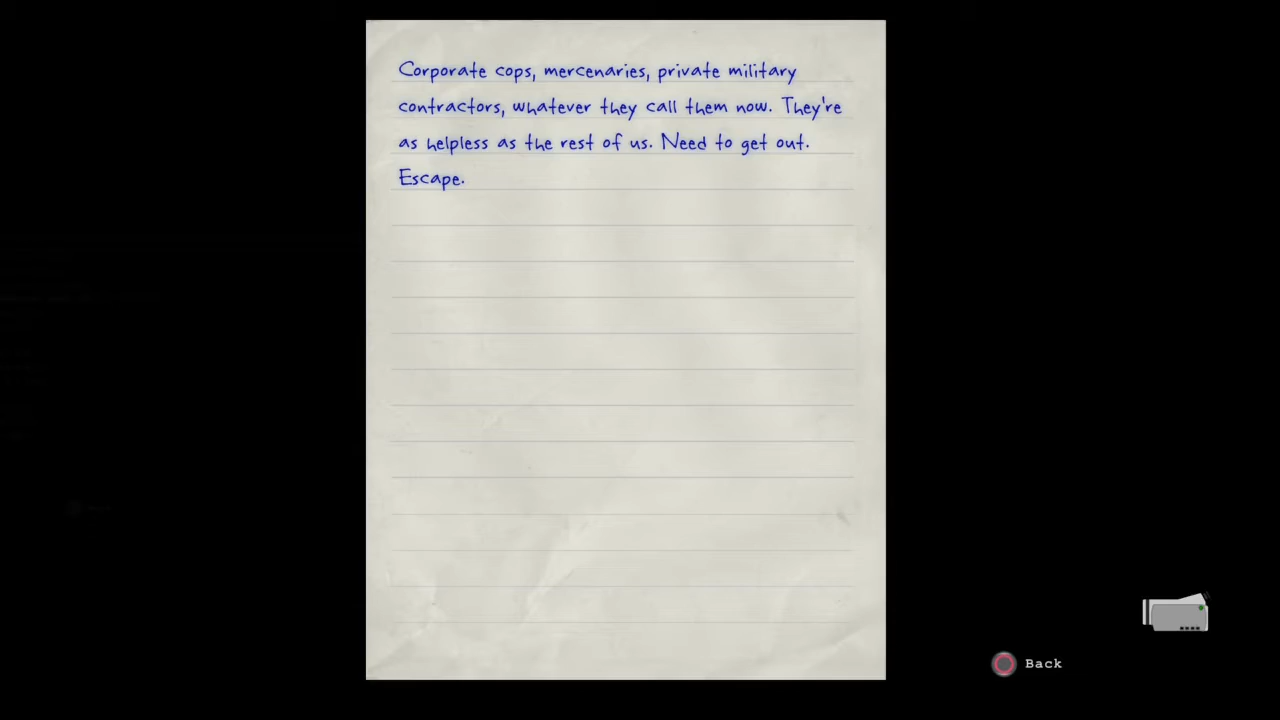 Corporate cops, mercenaries, private military
contractors, whatever they call them now. They're
as helpless as the rest of us. Need to get out.
Escape.
Back